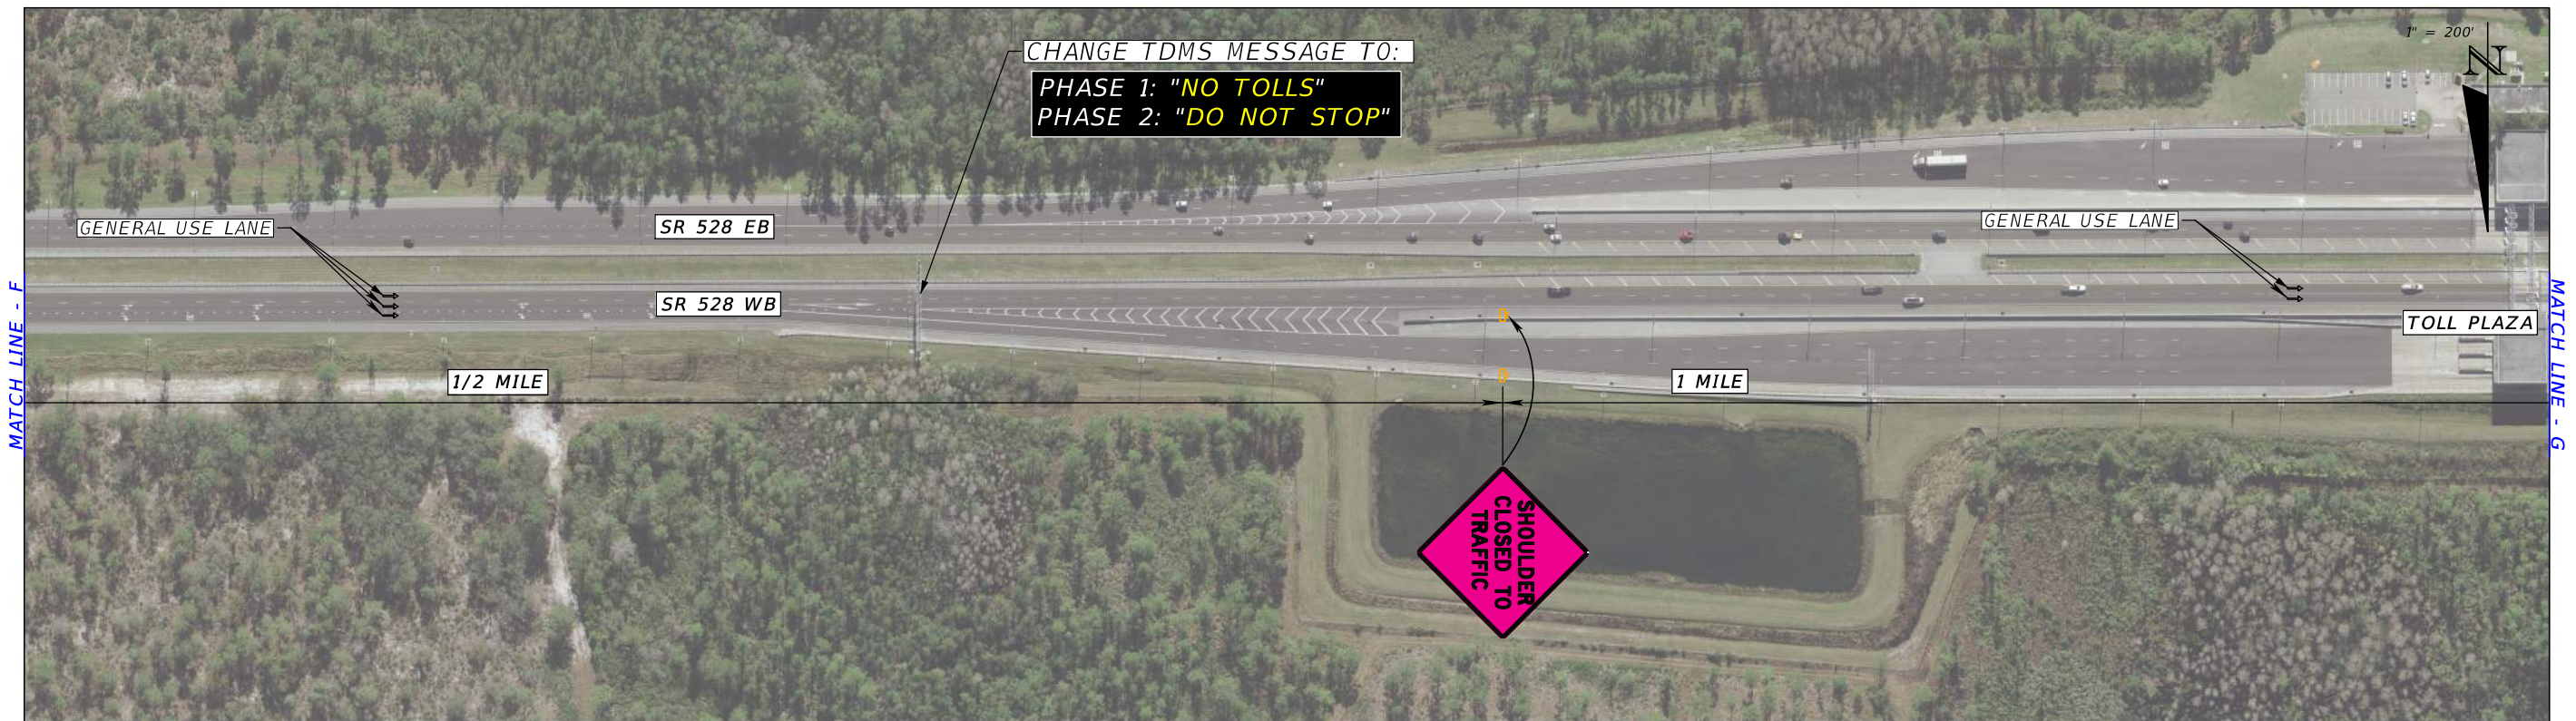 1" = 200'
N
CHANGE TDMS MESSAGE TO:
PHASE 1: "NO TOLLS"
PHASE 2: "DO NOT STOP"
GENERAL USE LANE
SR 528 EB
GENERAL USE LANE
SR 528 WB
TOLL PLAZA
MATCH LINE - F
MATCH LINE - G
1/2 MILE
1 MILE
SHOULDER
CLOSED TO
TRAFFIC